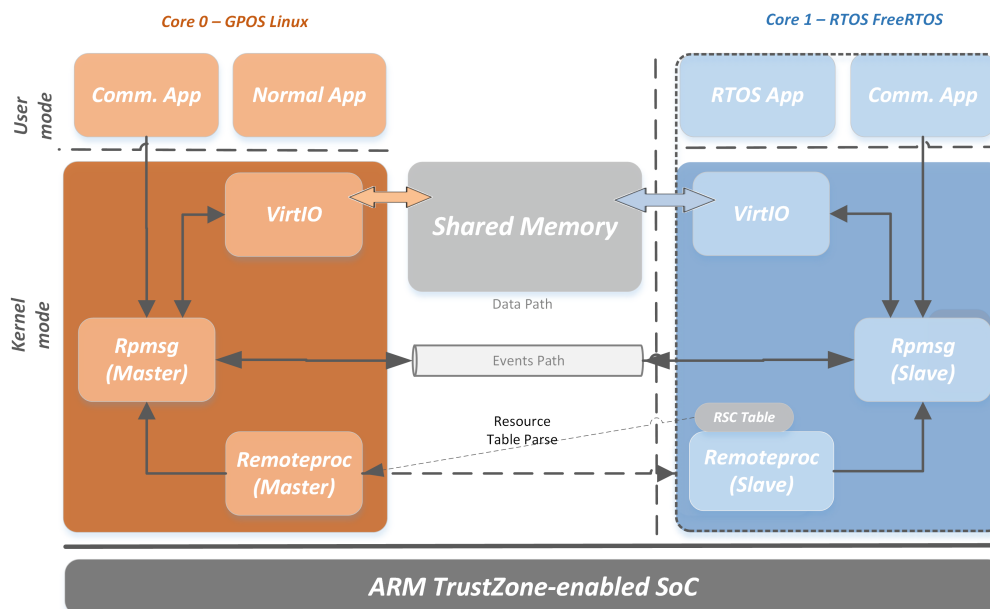 Core 0 – GPOS Linux
Core 1 – RTOS FreeRTOS
User
mode
Comm. App
Normal App
RTOS App
Comm. App
Kernel
mode
VirtIO
Shared Memory
VirtIO
Data Path
Rpmsg
(Master)
Events Path
Rpmsg
(Slave)
RSC Table
Resource
Table Parse
Remoteproc
(Master)
Remoteproc
(Slave)
ARM TrustZone-enabled SoC